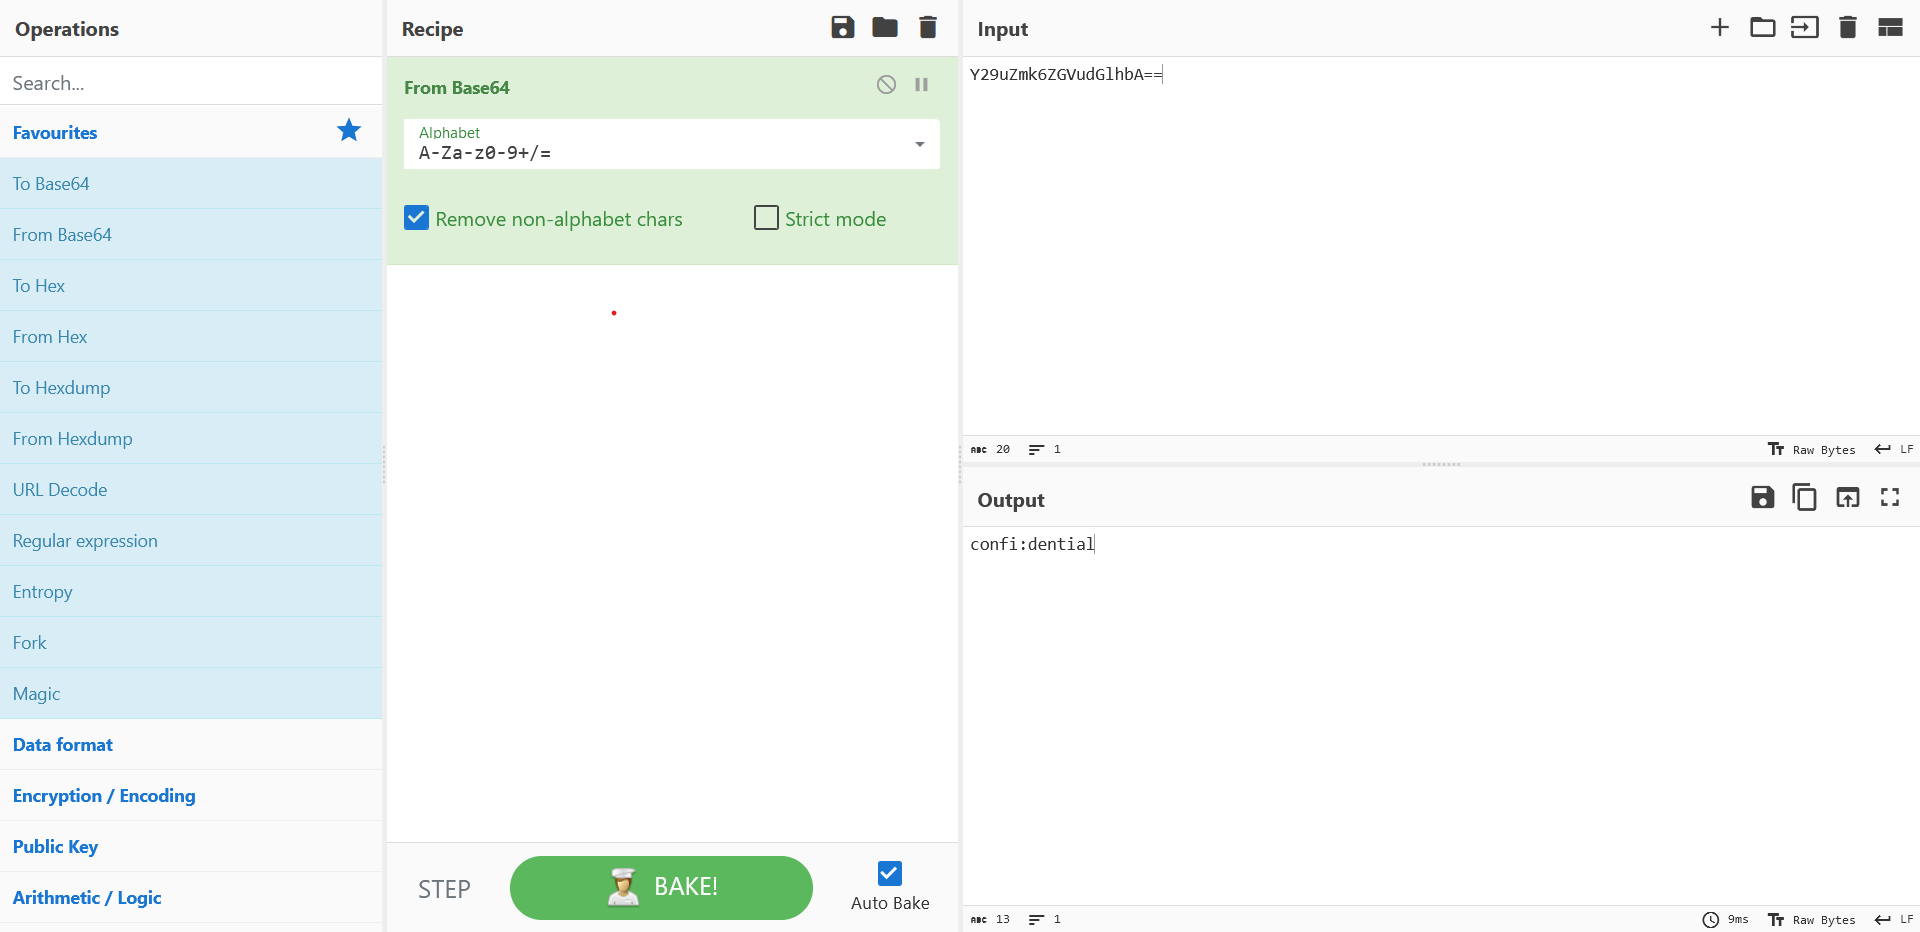 Operations
Search...
Favourites
To Base64
From Base64
To Hex
From Hex
To Hexdump
From Hexdump
URL Decode
Regular expression
Entropy
Fork
Magic
Data format
Encryption / Encoding
Public Key
Arithmetic / Logic
Recipe
From Base64
Alphabet
A-Za-z0-9+/=
Remove non-alphabet chars
Strict mode
STEP
BAKE!
Auto Bake
Input
Y29uZmk6ZGVudGlhbA==
ABC 20 1
Raw Bytes LF
Output
confi:dential
ABC 13 1
9ms Raw Bytes LF